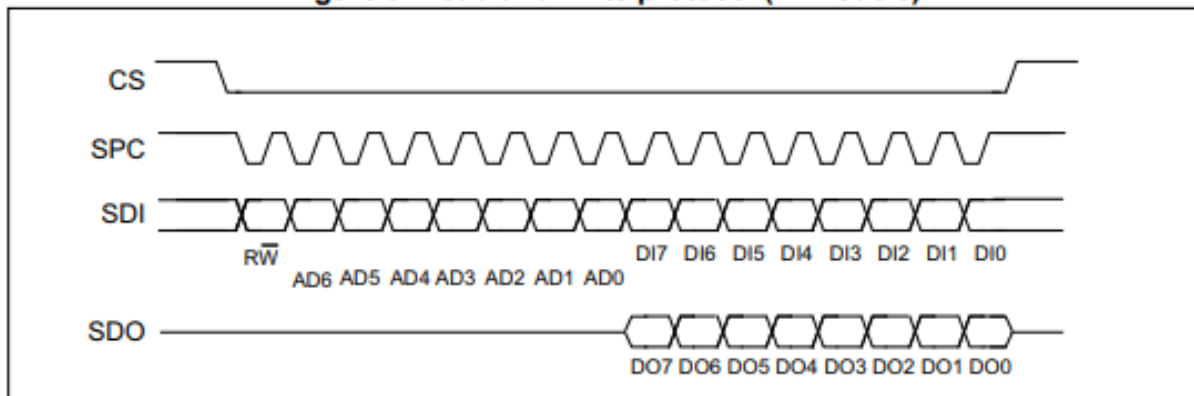 CS
SPC
SDI
RW DI7 DI6 DI5 DI4 DI3 DI2 DI1 DI0
AD6 AD5 AD4 AD3 AD2 AD1 AD0
SDO
DO7 DO6 DO5 DO4 DO3 DO2 DO1 DO0